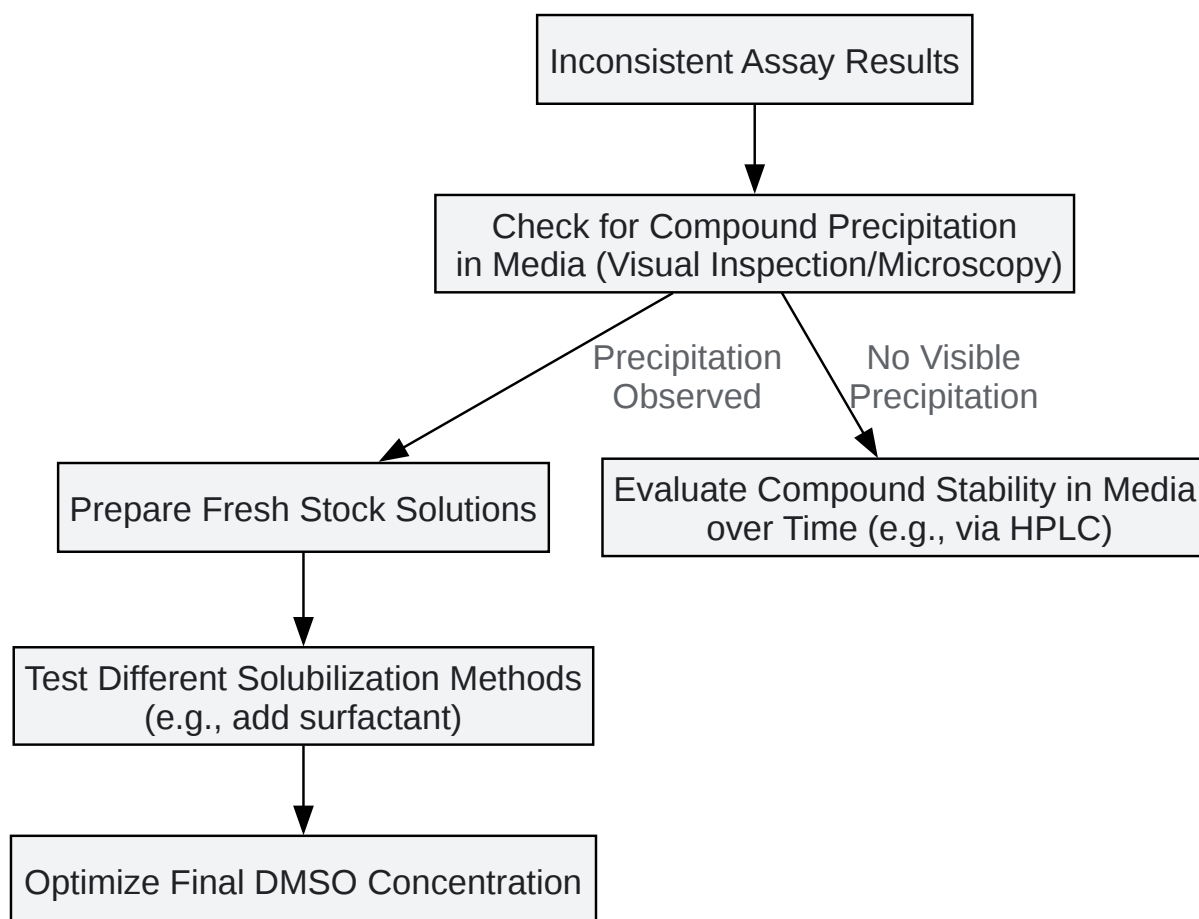 Inconsistent Assay Results
Check for Compound Precipitation
in Media (Visual Inspection/Microscopy)
Precipitation
Observed
No Visible
Precipitation
Prepare Fresh Stock Solutions
Evaluate Compound Stability in Media
over Time (e.g., via HPLC)
Test Different Solubilization Methods
(e.g., add surfactant)
Optimize Final DMSO Concentration